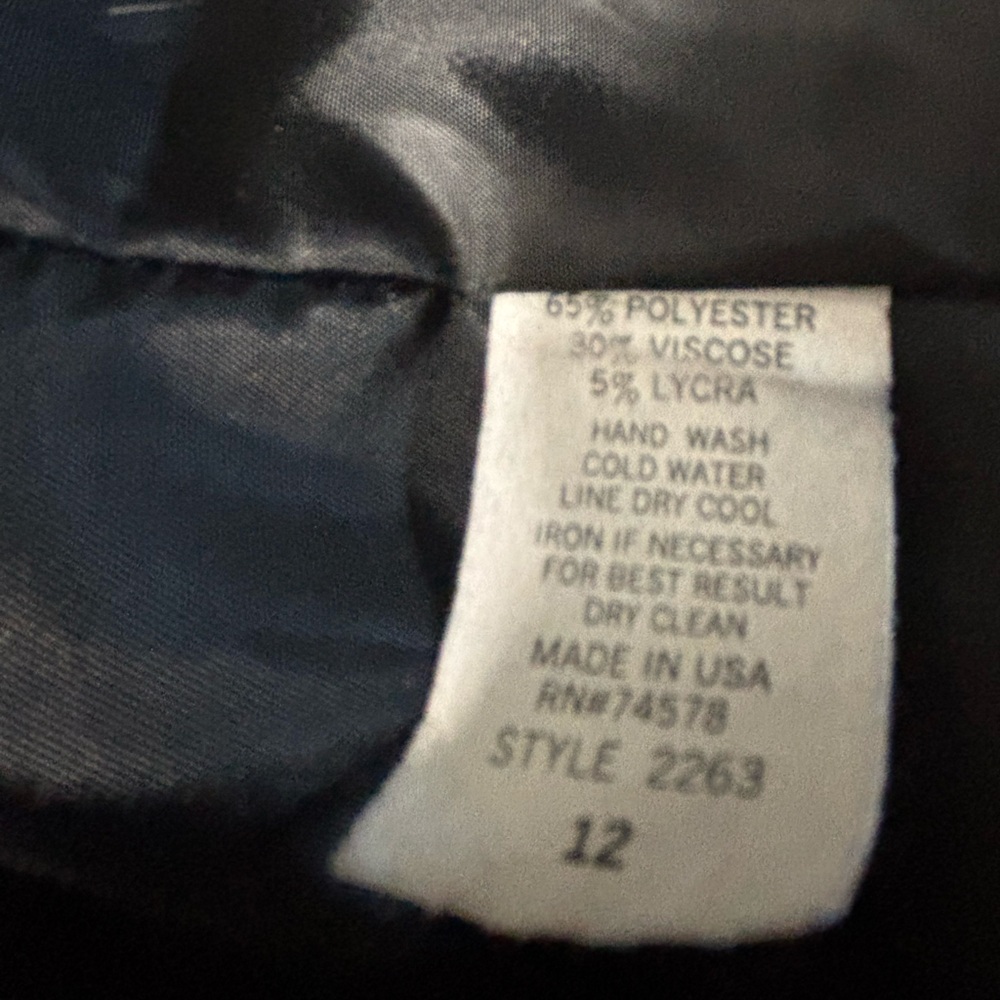 65% POLYESTER
30% VISCOSE
5% LYCRA
HAND WASH
COLD WATER
LINE DRY COOL
IRON IF NECESSARY
FOR BEST RESULT
DRY CLEAN
MADE IN USA
RN#74578
STYLE 2263
12